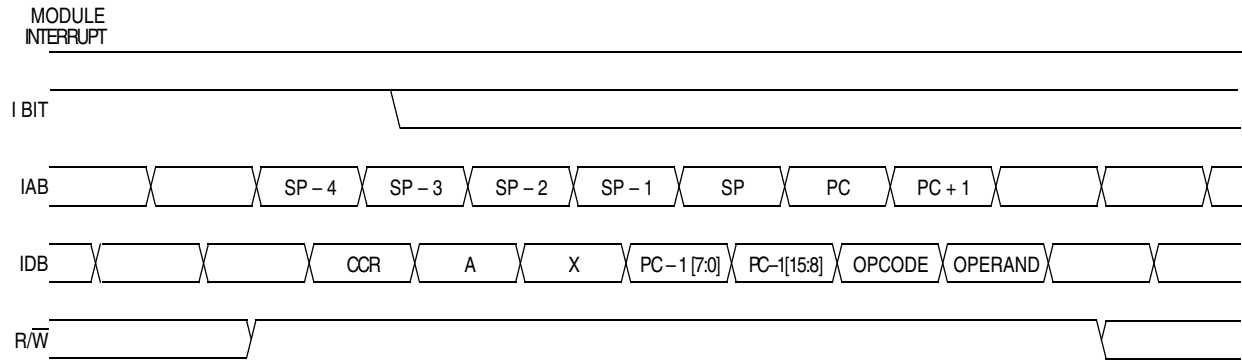 MODULE
INTERRUPT
I BIT
IAB SP – 4 SP – 3 SP – 2 SP – 1 SP PC PC + 1
IDB CCR A X PC – 1 [7:0] PC–1[15:8] OPCODE OPERAND
R/W̅